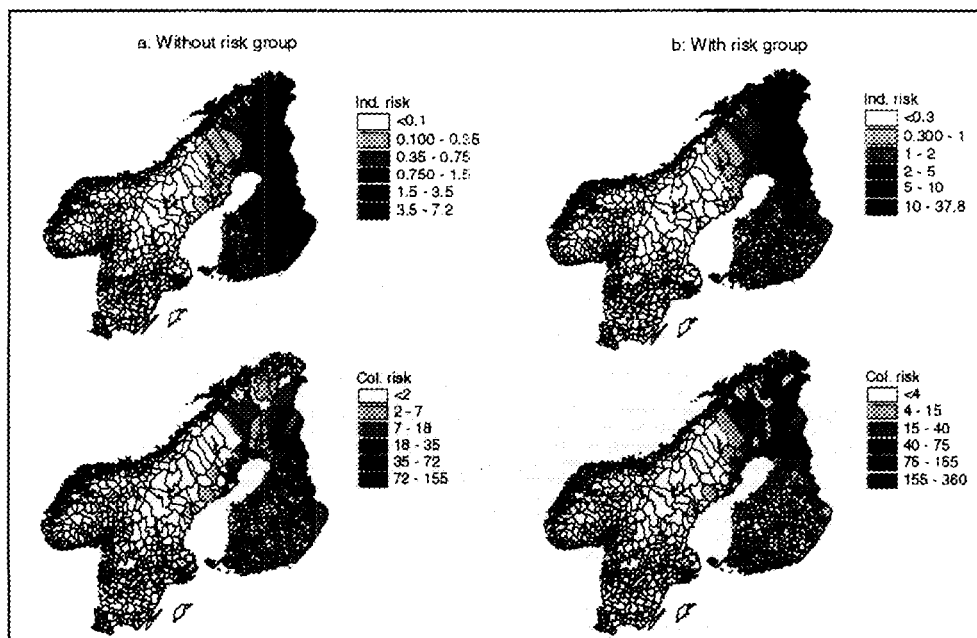 a: Without risk group
Ind. risk
<0.1
0.100 - 0.35
0.35 - 0.75
0.750 - 1.5
1.5 - 3.5
3.5 - 7.2
b: With risk group
Ind. risk
<0.3
0.300 - 1
1 - 2
2 - 5
5 - 10
10 - 37.8
Col. risk
<2
2 - 7
7 - 18
18 - 35
35 - 72
72 - 155
Col. risk
<4
4 - 15
15 - 40
40 - 75
75 - 155
155 - 360